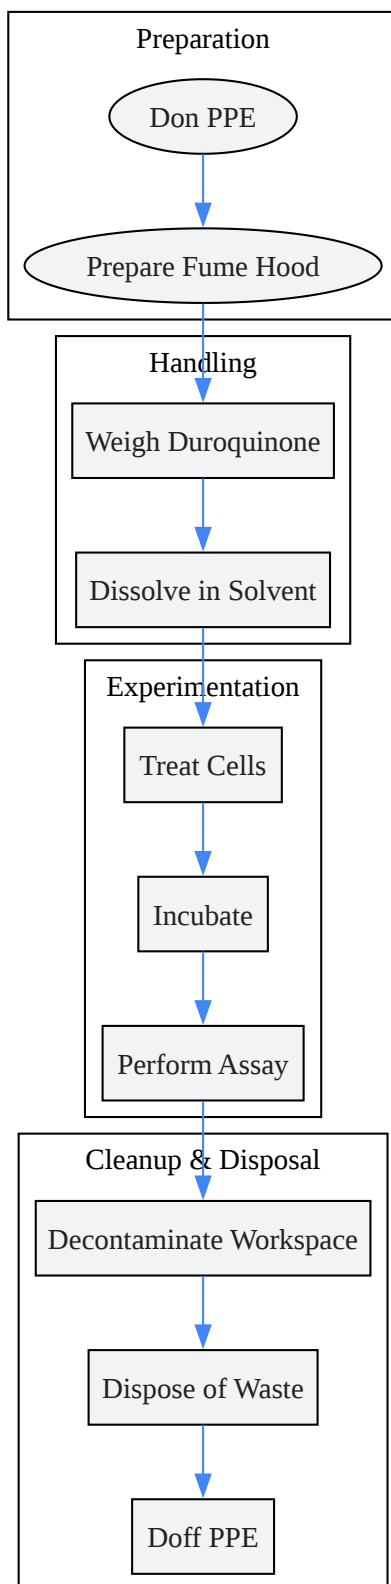 Preparation
Don PPE
Prepare Fume Hood
Handling
Weigh Duroquinone
Dissolve in Solvent
Experimentation
Treat Cells
Incubate
Perform Assay
Cleanup & Disposal
Decontaminate Workspace
Dispose of Waste
Doff PPE